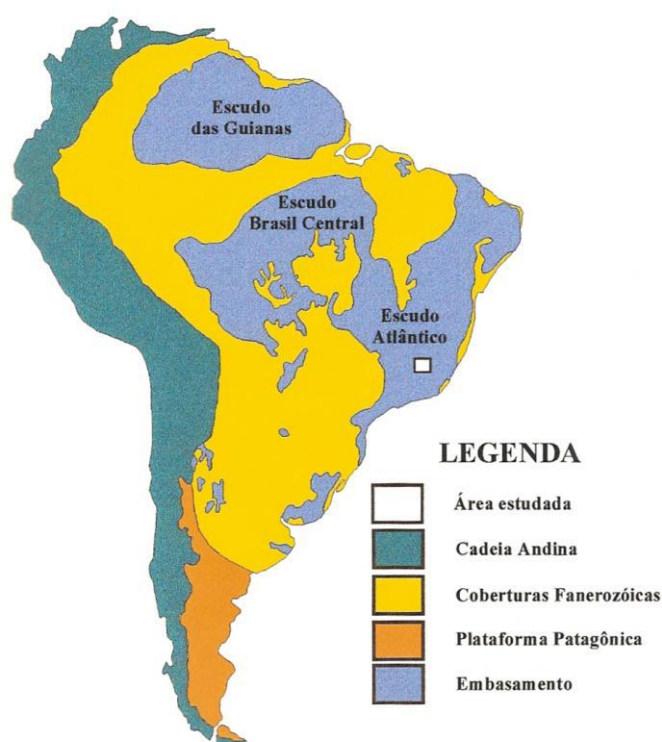 Escudo
das Guianas
Escudo
Brasil Central
Escudo
Atlântico
LEGENDA
Área estudada
Cadeia Andina
Coberturas Fanerozóicas
Plataforma Patagônica
Embasamento